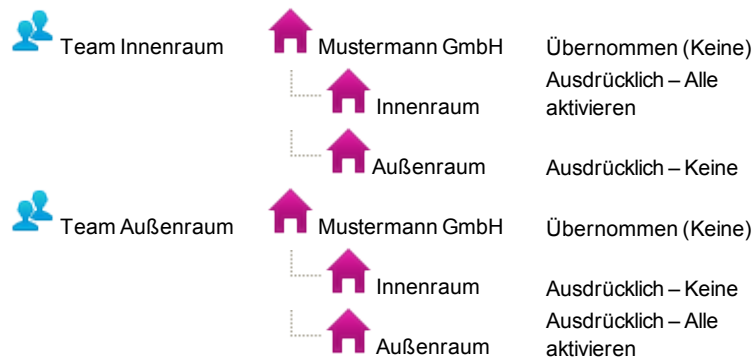 Team Innenraum Mustermann GmbH Übernommen (Keine)
Innenraum Ausdrücklich – Alle
aktivieren
Außenraum Ausdrücklich – Keine
Team Außenraum Mustermann GmbH Übernommen (Keine)
Innenraum Ausdrücklich – Keine
Außenraum Ausdrücklich – Alle
aktivieren